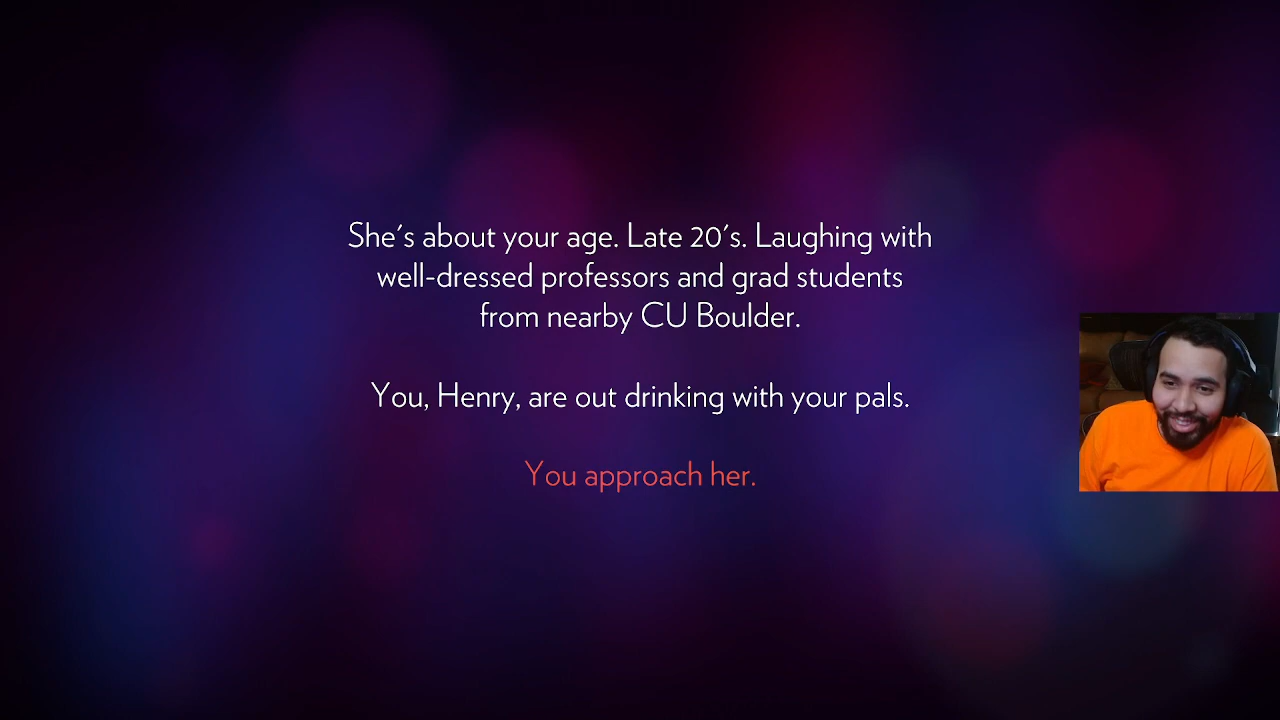 She's about your age. Late 20's. Laughing with
well-dressed professors and grad students
from nearby CU Boulder.
You, Henry, are out drinking with your pals.
You approach her.